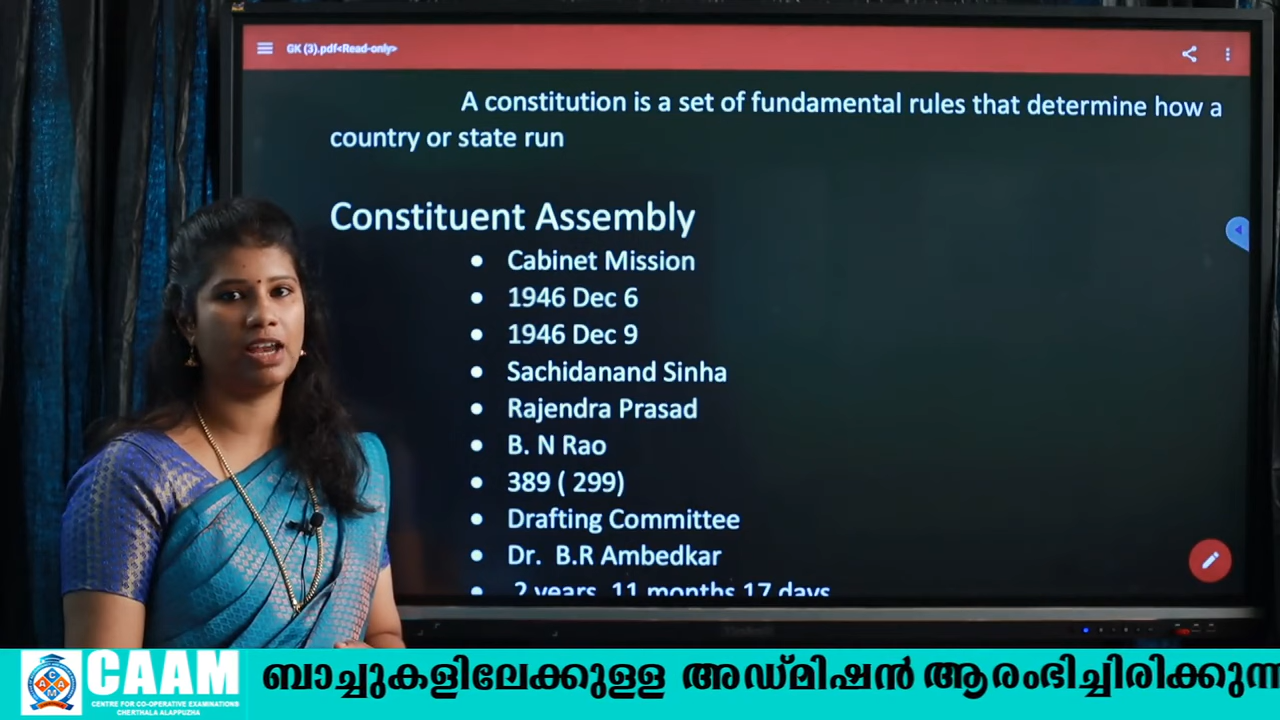 GK (3).pdf<Read-only>
A constitution is a set of fundamental rules that determine how a
country or state run
Constituent Assembly
• Cabinet Mission
• 1946 Dec 6
• 1946 Dec 9
• Sachidanand Sinha
• Rajendra Prasad
• B. N Rao
• 389 ( 299)
• Drafting Committee
• Dr. B.R Ambedkar
• 2 years 11 months 17 days
CAAM
CENTRE FOR CO-OPERATIVE EXAMINATIONS
CHERTHALA ALAPPUZHA
ബാച്ചുകളിലേക്കുളള അഡ്മിഷൻ ആരംഭിച്ചിരിക്കുന്ന